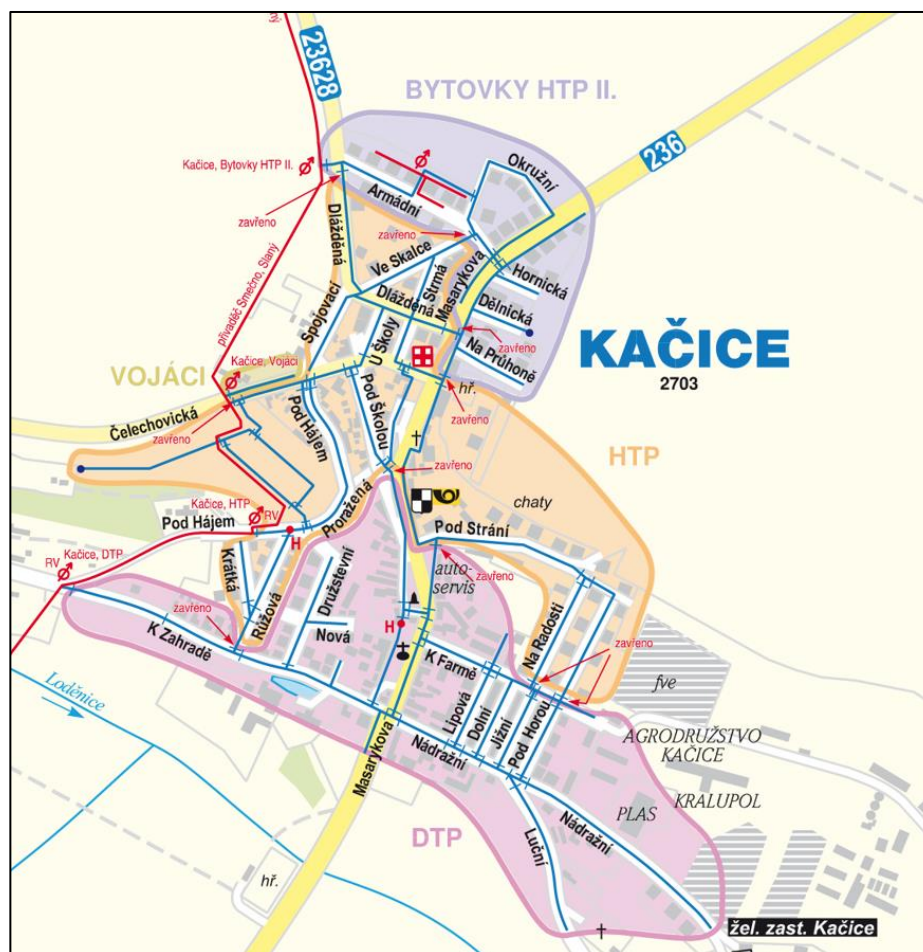 23628
BYTOVKY HTP II.
236
Okružní
Kačice, Bytovky HTP II.
Armádní
zavřeno
zavřeno
Dlážděná
Ve Skalce
Masarykova
Hornická
Strmá
Dlážděná
Dělnická
přivaděč Smečno, Slaný
Spojovací
U Školy
zavřeno
Na Průhoně
KAČICE
2703
Kačice, Vojáci
VOJÁCI
hř.
Pod Hájem
Pod Školou
zavřeno
Čelechovická
zavřeno
HTP
zavřeno
Proražená
chaty
Kačice, HTP
RV
Pod Hájem
H
Pod Strání
Kačice, DTP
RV
Krátká
auto-
servis
zavřeno
Družstevní
Růžová
zavřeno
H
Nová
K Zahradě
Na Radosti
zavřeno
K Farmě
fve
Loděnice
Lipová
Dolní
Jižní
Pod Horou
AGRODRUŽSTVO
KAČICE
Masarykova
Nádražní
KRALUPOL
PLAS
DTP
Nádražní
Luční
hř.
žel. zast. Kačice